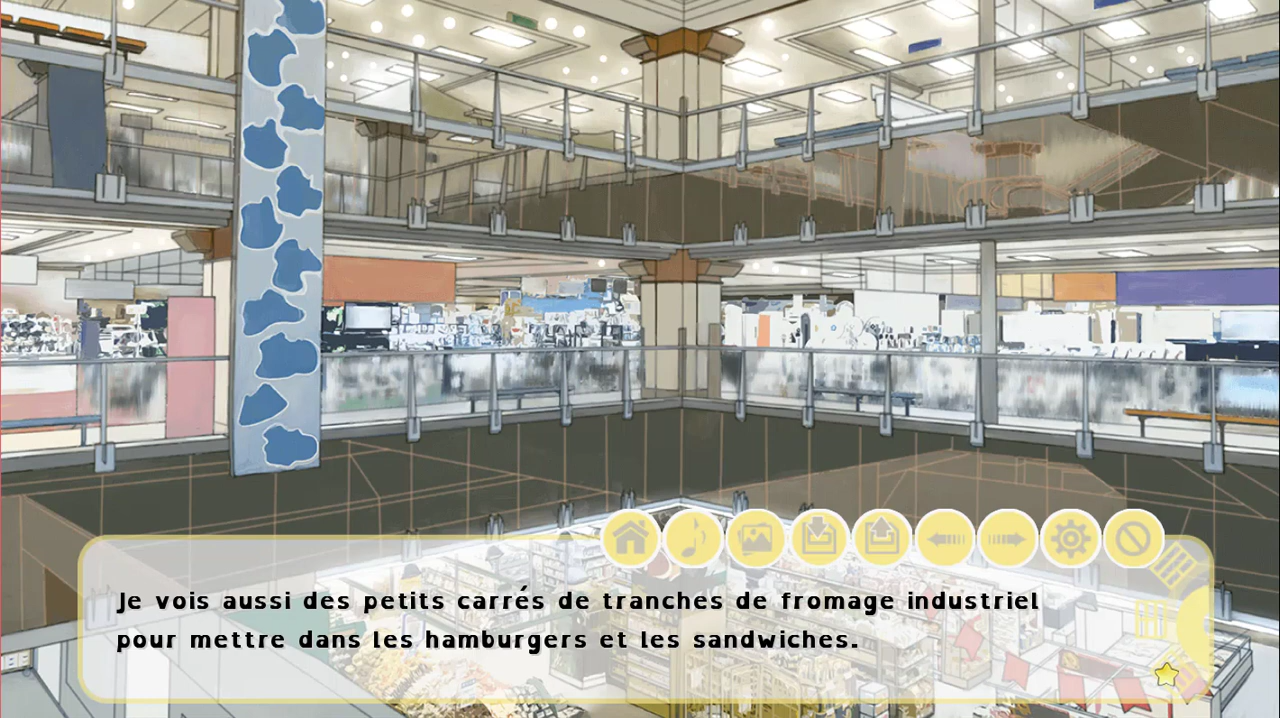 Je vois aussi des petits carrés de tranches de fromage industriel
pour mettre dans les hamburgers et les sandwiches.